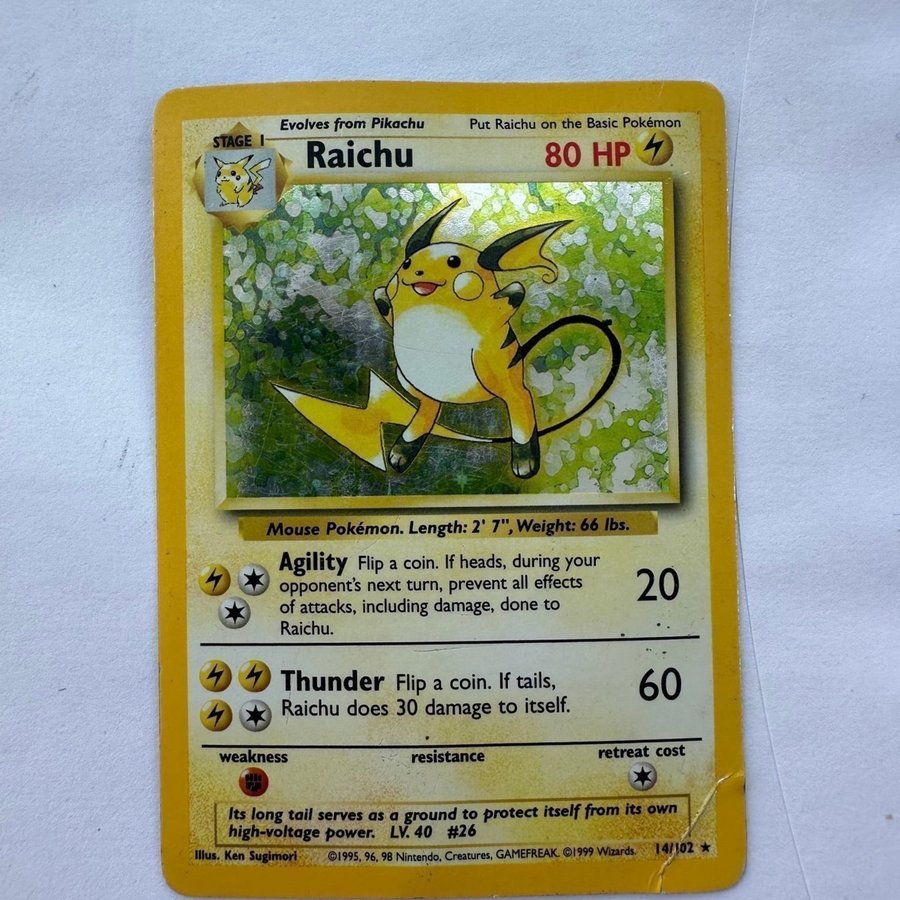 Evolves from Pikachu Put Raichu on the Basic Pokémon
STAGE 1
Raichu 80 HP
Mouse Pokémon. Length: 2' 7", Weight: 66 lbs.
Agility Flip a coin. If heads, during your
opponent's next turn, prevent all effects
of attacks, including damage, done to
Raichu.
20
Thunder Flip a coin. If tails,
Raichu does 30 damage to itself.
60
weakness resistance retreat cost
Its long tail serves as a ground to protect itself from its own
high-voltage power. LV. 40 #26
Illus. Ken Sugimori ©1995, 96, 98 Nintendo, Creatures, GAMEFREAK. ©1999 Wizards. 14/102 ★